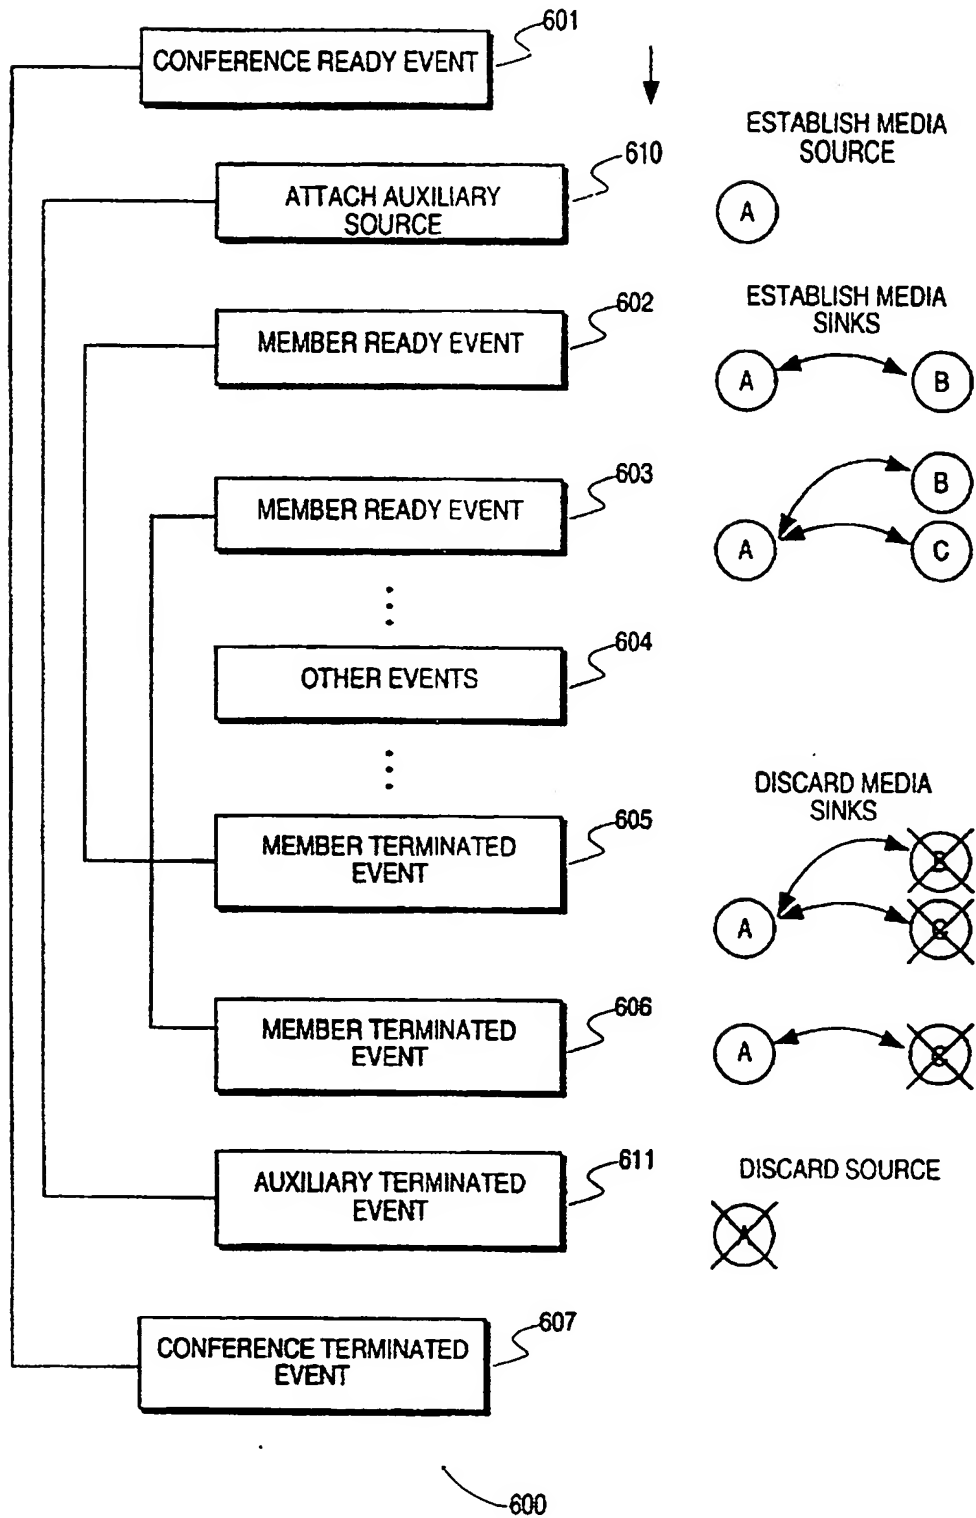 601
CONFERENCE READY EVENT
ESTABLISH MEDIA
SOURCE
610
ATTACH AUXILIARY
SOURCE
A
602
ESTABLISH MEDIA
SINKS
MEMBER READY EVENT
A
B
603
MEMBER READY EVENT
B
A
C
604
OTHER EVENTS
DISCARD MEDIA
SINKS
605
MEMBER TERMINATED
EVENT
B
A
C
606
MEMBER TERMINATED
EVENT
A
C
611
AUXILIARY TERMINATED
EVENT
DISCARD SOURCE
A
607
CONFERENCE TERMINATED
EVENT
600